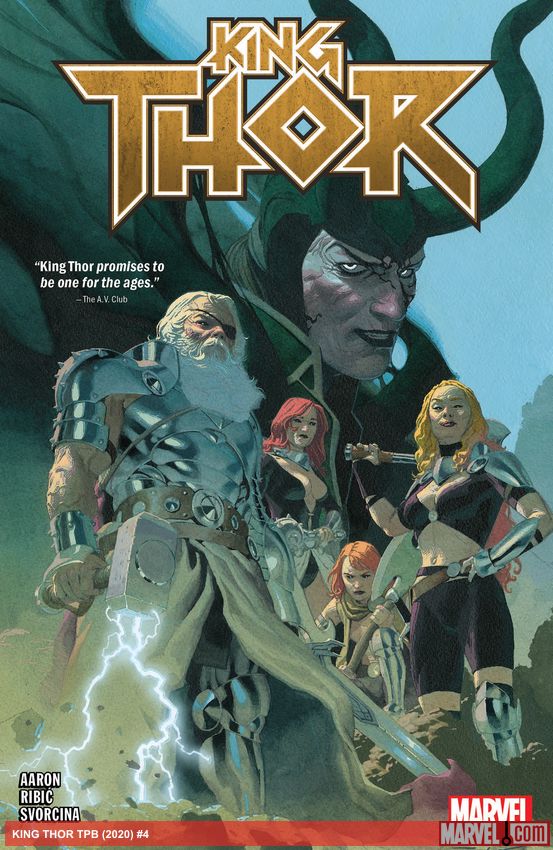 KING
THOR
“King Thor promises to
be one for the ages.”
– The A.V. Club
AARON
RIBIC
SVORCINA
MARVEL
KING THOR TPB (2020) #4
MARVEL.com